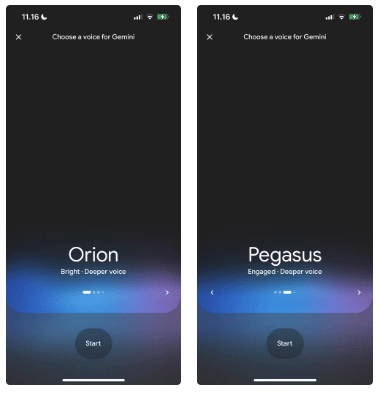 11.16
Choose a voice for Gemini
Orion
Bright · Deeper voice
Start
11.16
Choose a voice for Gemini
Pegasus
Engaged · Deeper voice
Start